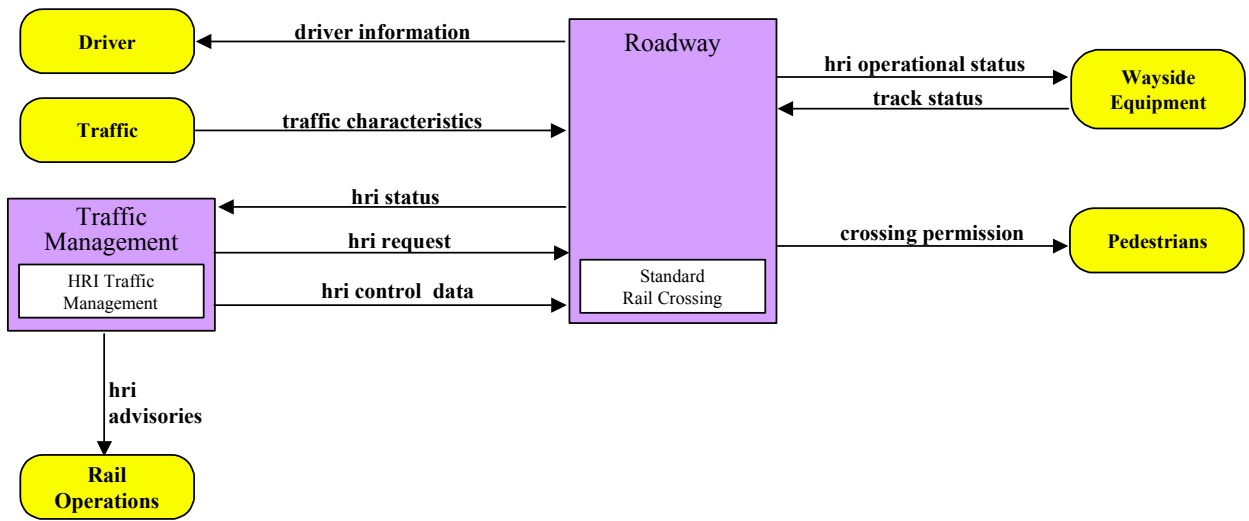 Driver
driver information
Roadway
hri operational status
Wayside
Equipment
track status
Traffic
traffic characteristics
hri status
Traffic
Management
hri request
crossing permission
Pedestrians
HRI Traffic
Management
hri control data
Standard
Rail Crossing
hri
advisories
Rail
Operations